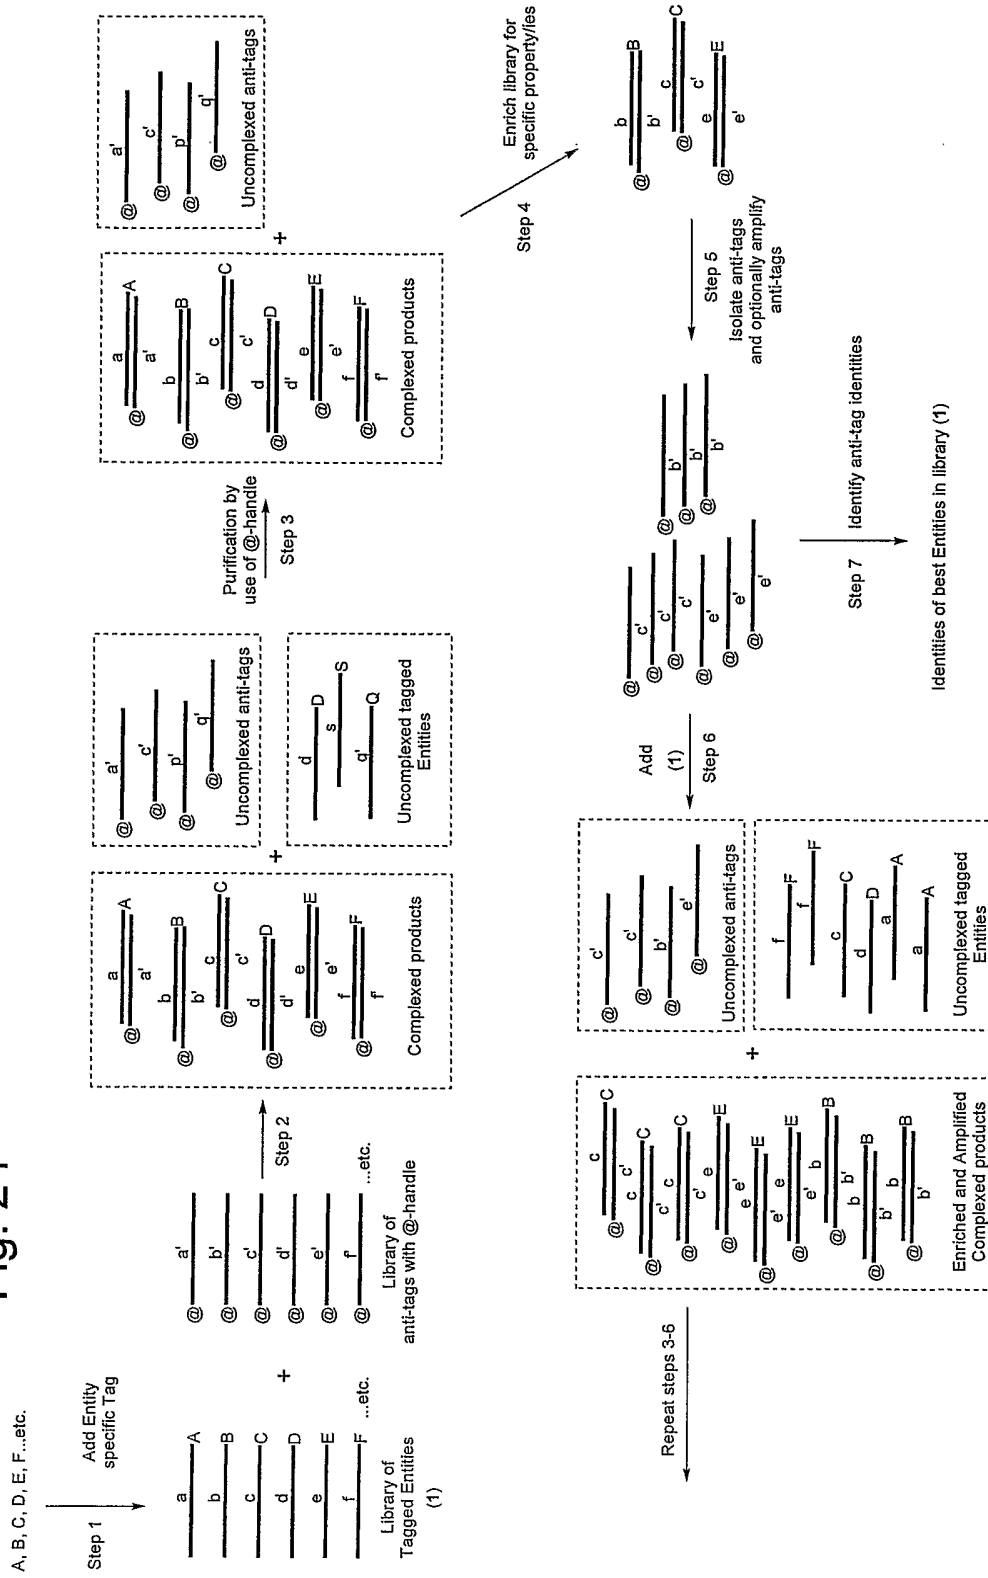 Fig. 21
A, B, C, D, E, F...etc.
Step 1
Add Entity
specific Tag
a
A
b
B
c
C
d
D
e
E
f
F
...etc.
Library of
Tagged Entities
(1)
+
@
a'
@
b'
@
c'
@
d'
@
e'
@
f'
...etc.
Library of
anti-tags with @-handle
Step 2
a
A
@
a'
b
B
@
b'
c
C
@
c'
d
D
@
d'
e
E
@
e'
f
F
@
f'
Complexed products
+
@
a'
@
c'
@
p'
@
q'
Uncomplexed anti-tags
d
D
s
S
q'
Q
Uncomplexed tagged
Entities
Purification by
use of @-handle
Step 3
a
A
@
a'
b
B
@
b'
c
C
@
c'
d
D
@
d'
e
E
@
e'
f
F
@
f'
Complexed products
+
@
a'
@
c'
@
p'
@
q'
Uncomplexed anti-tags
Step 4
Enrich library for
specific property/ies
b
B
@
b'
c
C
@
c'
e
E
@
e'
Step 5
Isolate anti-tags
and optionally amplify
anti-tags
@
c'
@
c'
@
c'
@
e'
@
e'
@
e'
@
b'
@
b'
@
b'
Step 7
Identify anti-tag identities
Identities of best Entities in library (1)
Add
(1)
Step 6
c
C
@
c'
c
C
@
c'
c
C
@
c'
e
E
@
e'
e
E
@
e'
e
E
@
e'
b
B
@
b'
b
B
@
b'
b
B
@
b'
Enriched and Amplified
Complexed products
+
@
c'
@
c'
@
b'
@
e'
Uncomplexed anti-tags
f
F
f
F
c
C
d
D
a
A
a
A
Uncomplexed tagged
Entities
Repeat steps 3-6